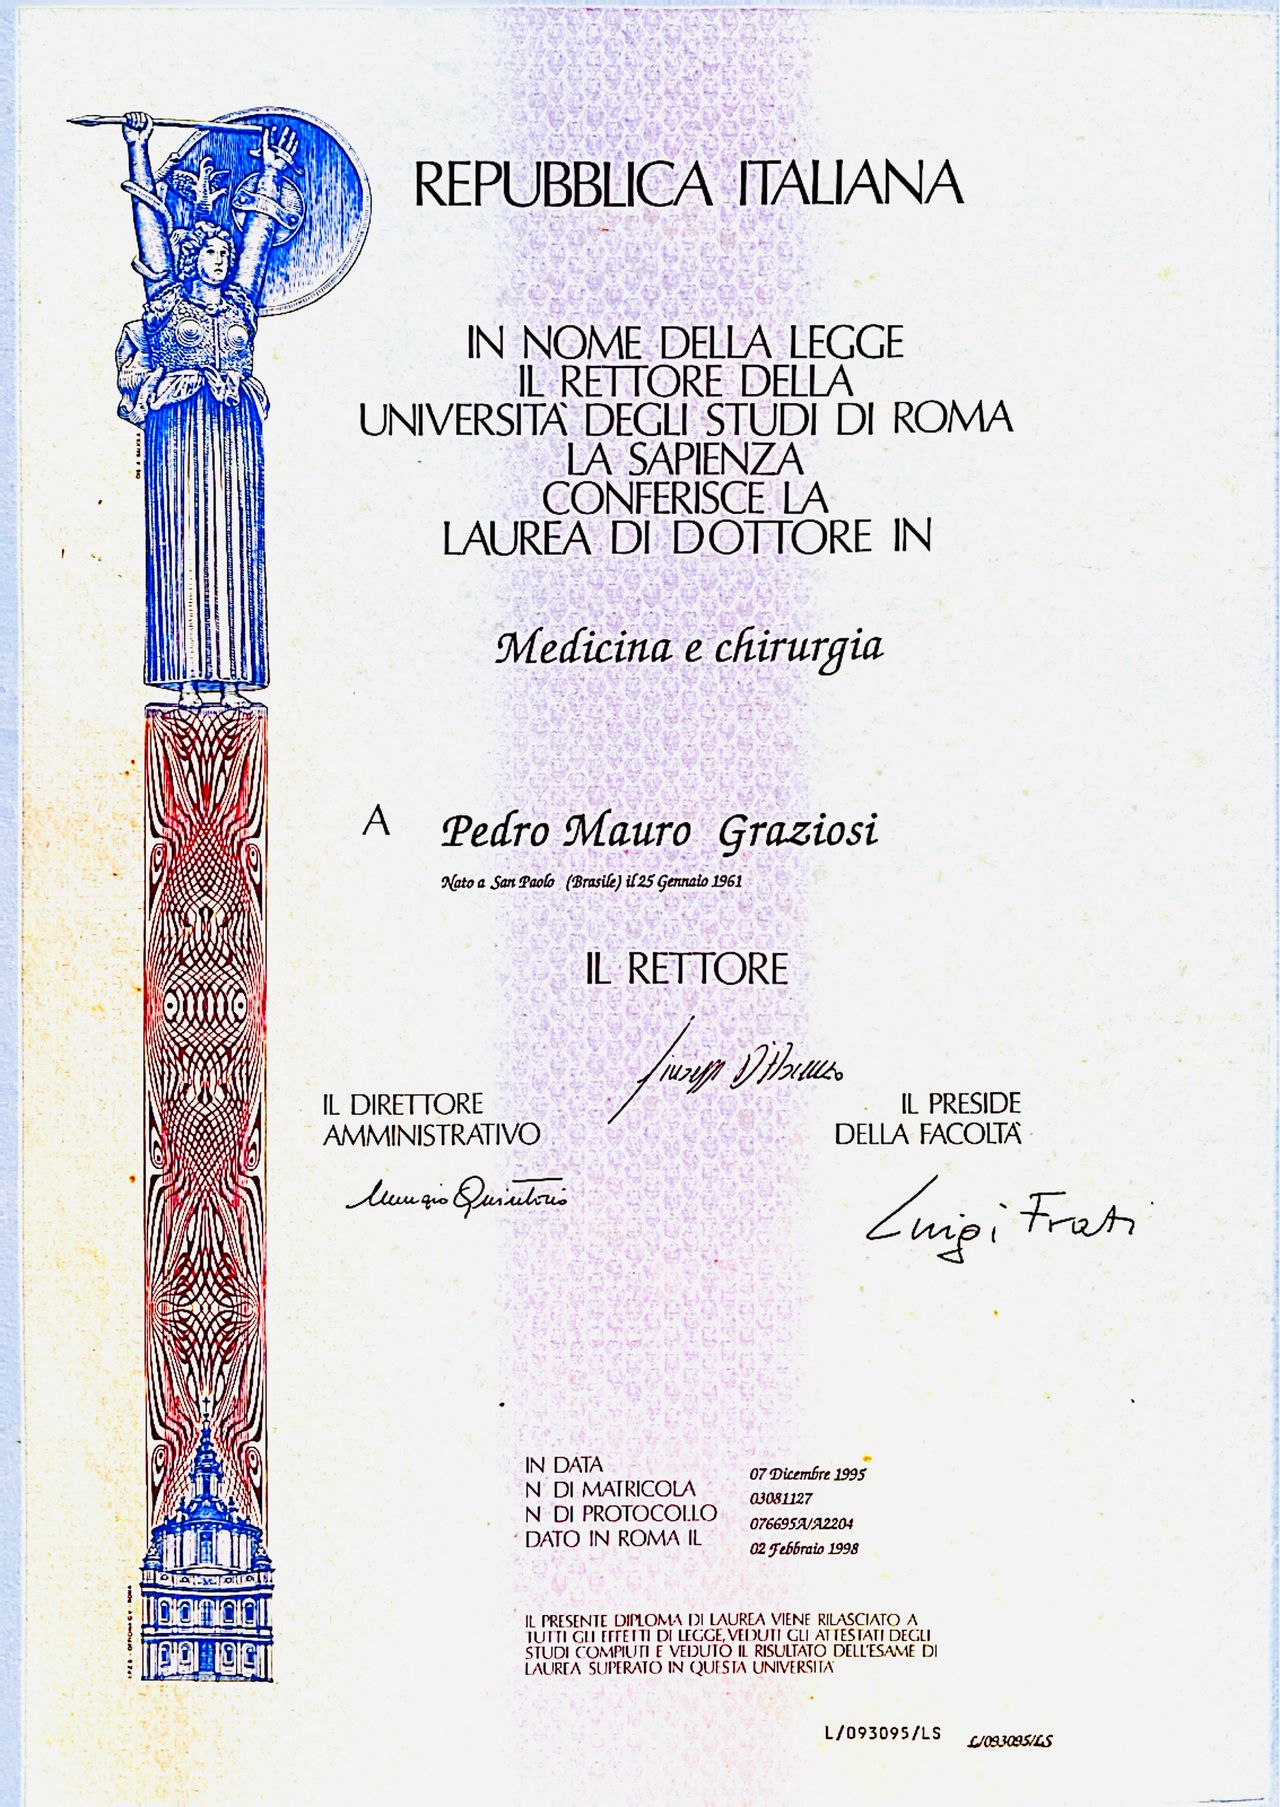 REPUBBLICA ITALIANA
IN NOME DELLA LEGGE
IL RETTORE DELLA
UNIVERSITA` DEGLI STUDI DI ROMA
LA SAPIENZA
CONFERISCE LA
LAUREA DI DOTTORE IN
Medicina e chirurgia
A Pedro Mauro Graziosi
Nato a San Paolo (Brasile) il 25 Gennaio 1961
IL RETTORE
IL DIRETTORE
AMMINISTRATIVO
IL PRESIDE
DELLA FACOLTA`
Luigi Frati
IN DATA 07 Dicembre 1995
N DI MATRICOLA 03081127
N DI PROTOCOLLO 076695A/A2204
DATO IN ROMA IL 02 Febbraio 1998
IL PRESENTE DIPLOMA DI LAUREA VIENE RILASCIATO A
TUTTI GLI EFFETTI DI LEGGE, VEDUTI GLI ATTESTATI DEGLI
STUDI COMPIUTI E VEDUTO IL RISULTATO DELL'ESAME DI
LAUREA SUPERATO IN QUESTA UNIVERSITA`
L/093095/LS L/093095/LS